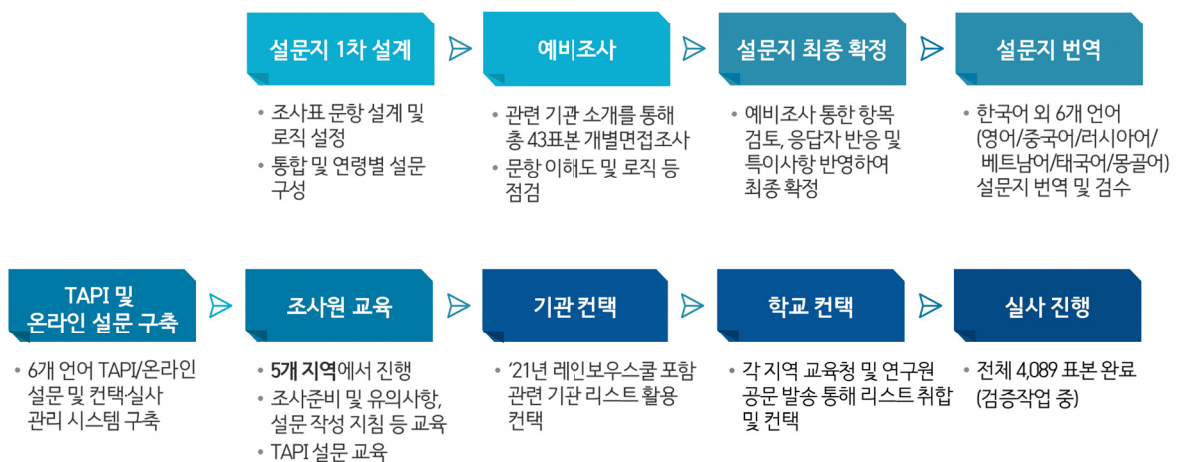 설문지 1차 설계
• 조사표 문항 설계 및
로직 설정
• 통합 및 연령별 설문
구성
예비조사
• 관련 기관 소개를 통해
총 43표본 개별면접조사
• 문항 이해도 및 로직 등
점검
설문지 최종 확정
• 예비조사 통한 항목
검토, 응답자 반응 및
특이사항 반영하여
최종 확정
설문지 번역
• 한국어 외 6개 언어
(영어/중국어/러시아어/
베트남어/태국어/몽골어)
설문지 번역 및 검수
TAPI 및
온라인 설문 구축
• 6개 언어 TAPI/온라인
설문 및 컨택·실사
관리 시스템 구축
조사원 교육
• 5개 지역에서 진행
• 조사준비 및 유의사항,
설문 작성 지침 등 교육
• TAPI 설문 교육
기관 컨택
• ‘21년 레인보우스쿨 포함
관련 기관 리스트 활용
컨택
학교 컨택
• 각 지역 교육청 및 연구원
공문 발송 통해 리스트 취합
및 컨택
실사 진행
• 전체 4,089 표본 완료
(검증작업 중)